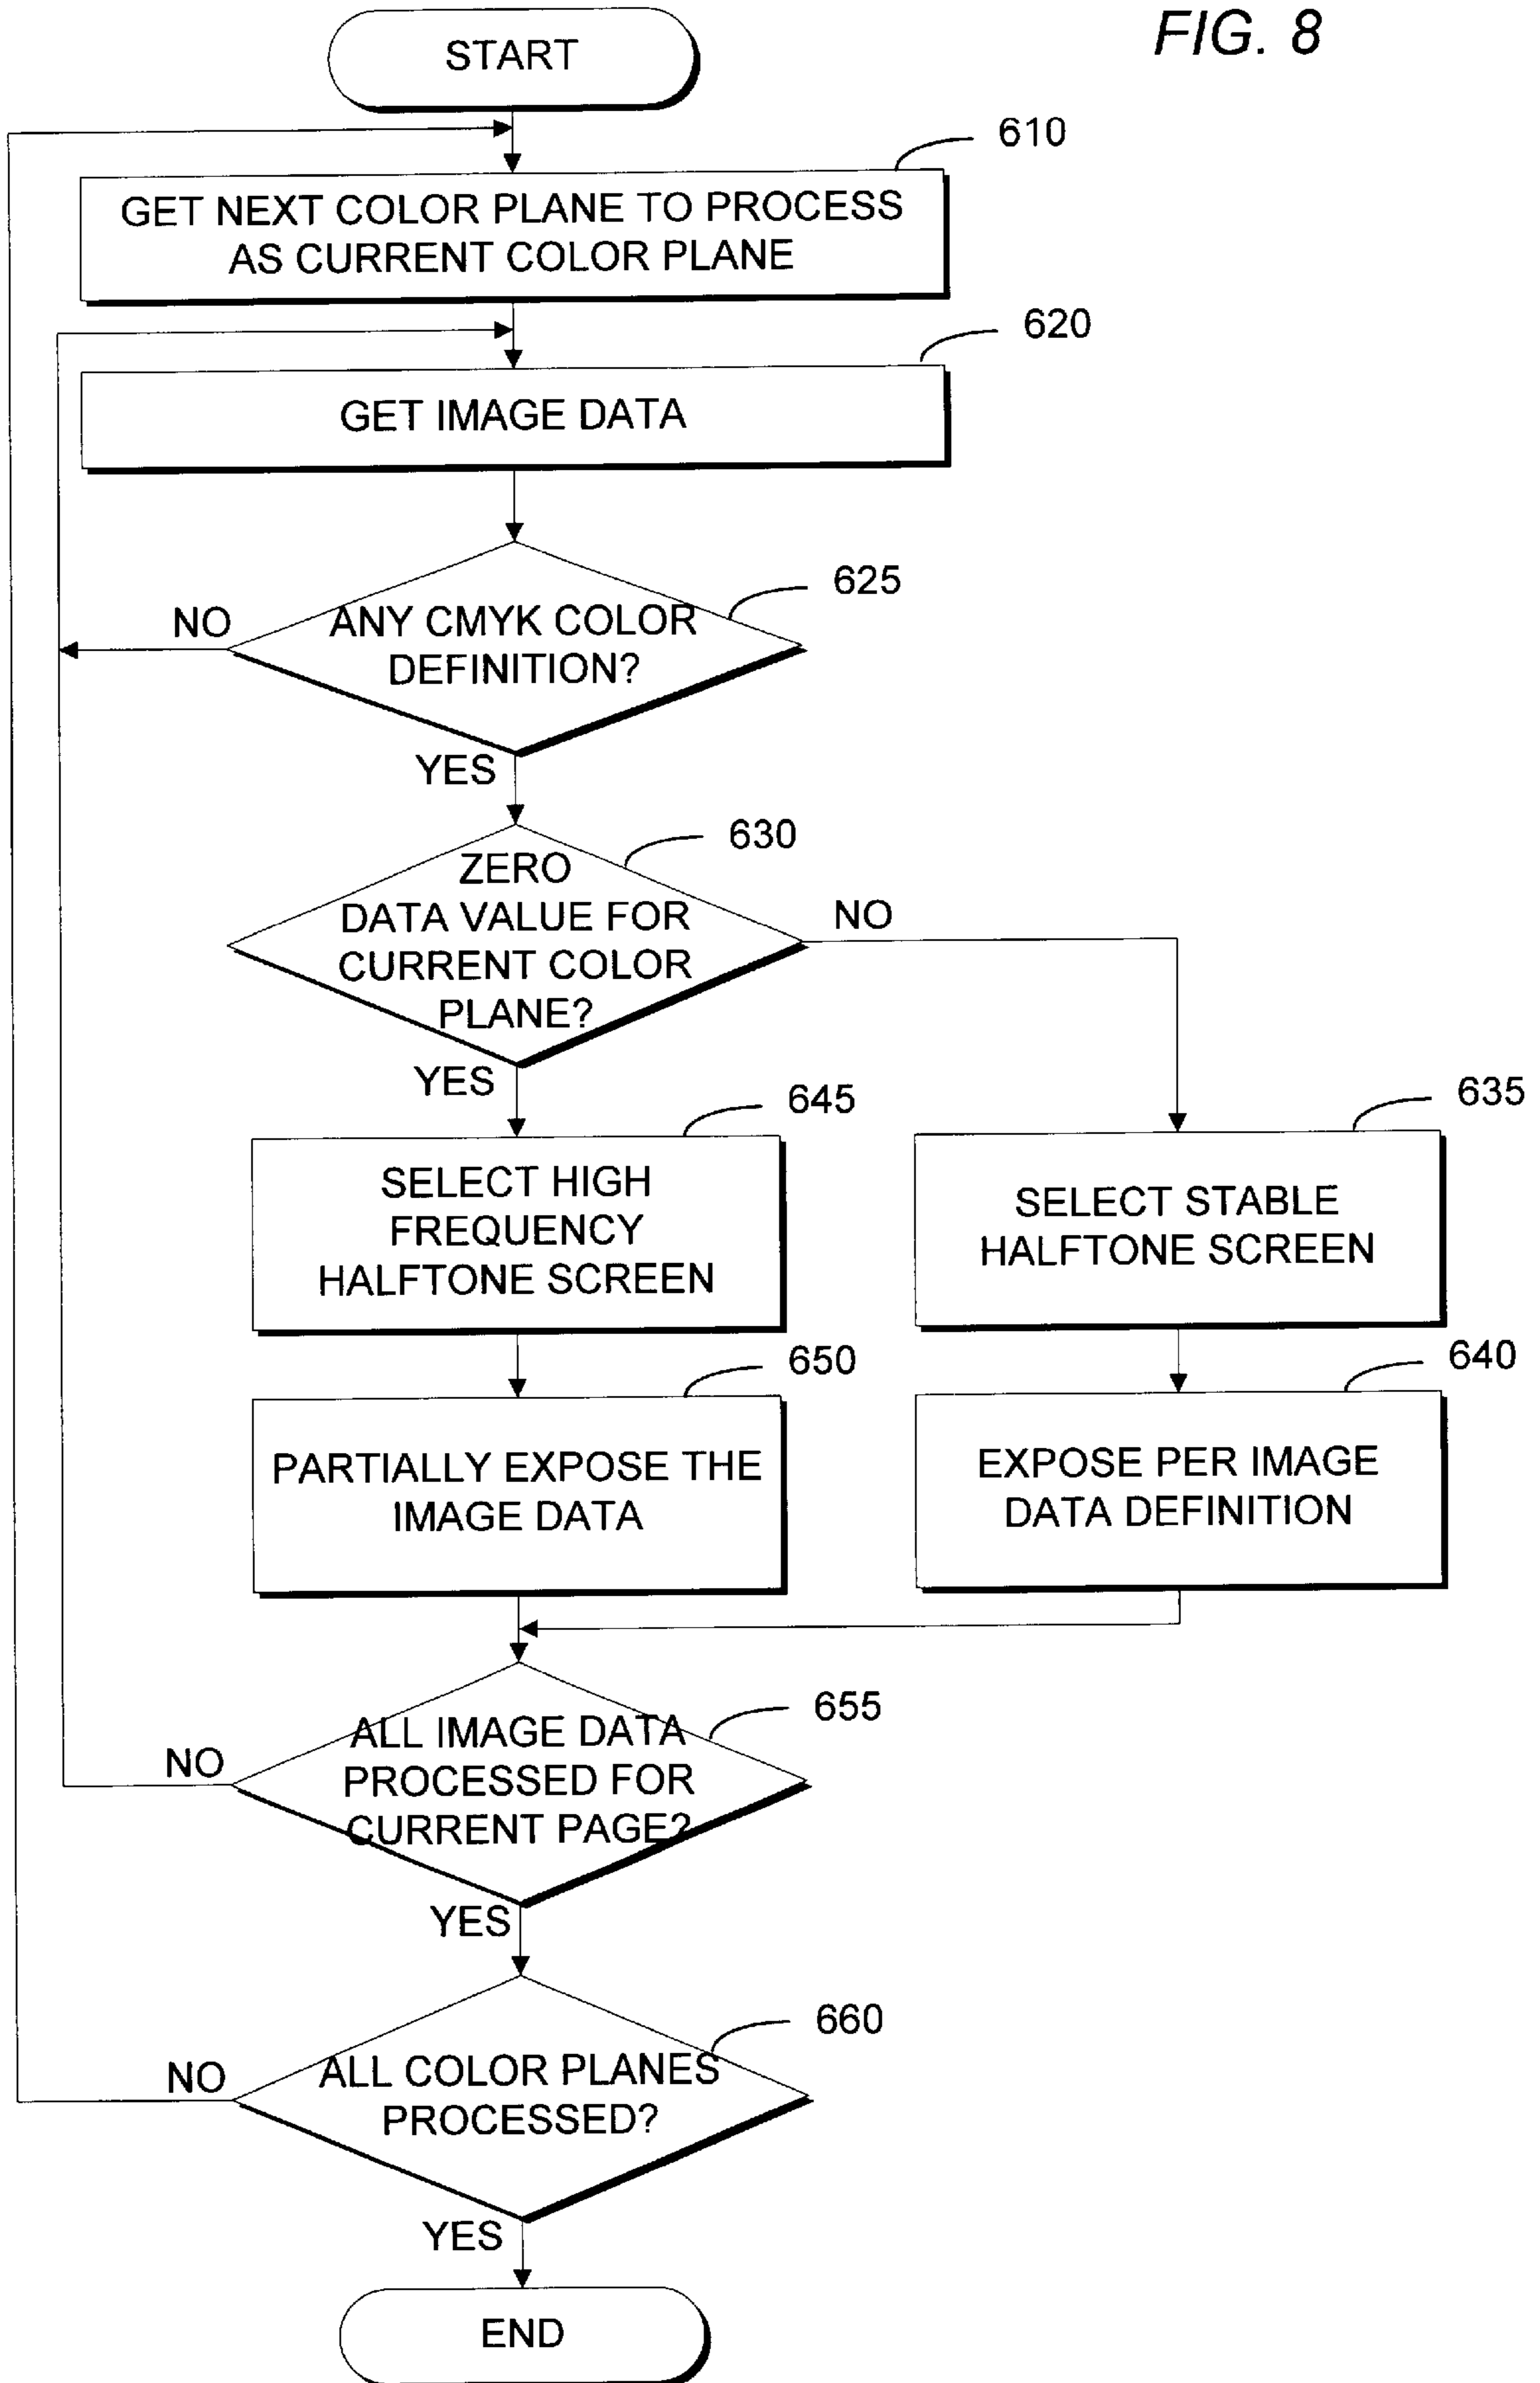 FIG. 8
START
610
GET NEXT COLOR PLANE TO PROCESS
AS CURRENT COLOR PLANE
620
GET IMAGE DATA
625
NO
ANY CMYK COLOR
DEFINITION?
YES
630
ZERO
DATA VALUE FOR
CURRENT COLOR
PLANE?
NO
YES
645
635
SELECT HIGH
FREQUENCY
HALFTONE SCREEN
SELECT STABLE
HALFTONE SCREEN
650
640
PARTIALLY EXPOSE THE
IMAGE DATA
EXPOSE PER IMAGE
DATA DEFINITION
655
NO
ALL IMAGE DATA
PROCESSED FOR
CURRENT PAGE?
YES
660
NO
ALL COLOR PLANES
PROCESSED?
YES
END